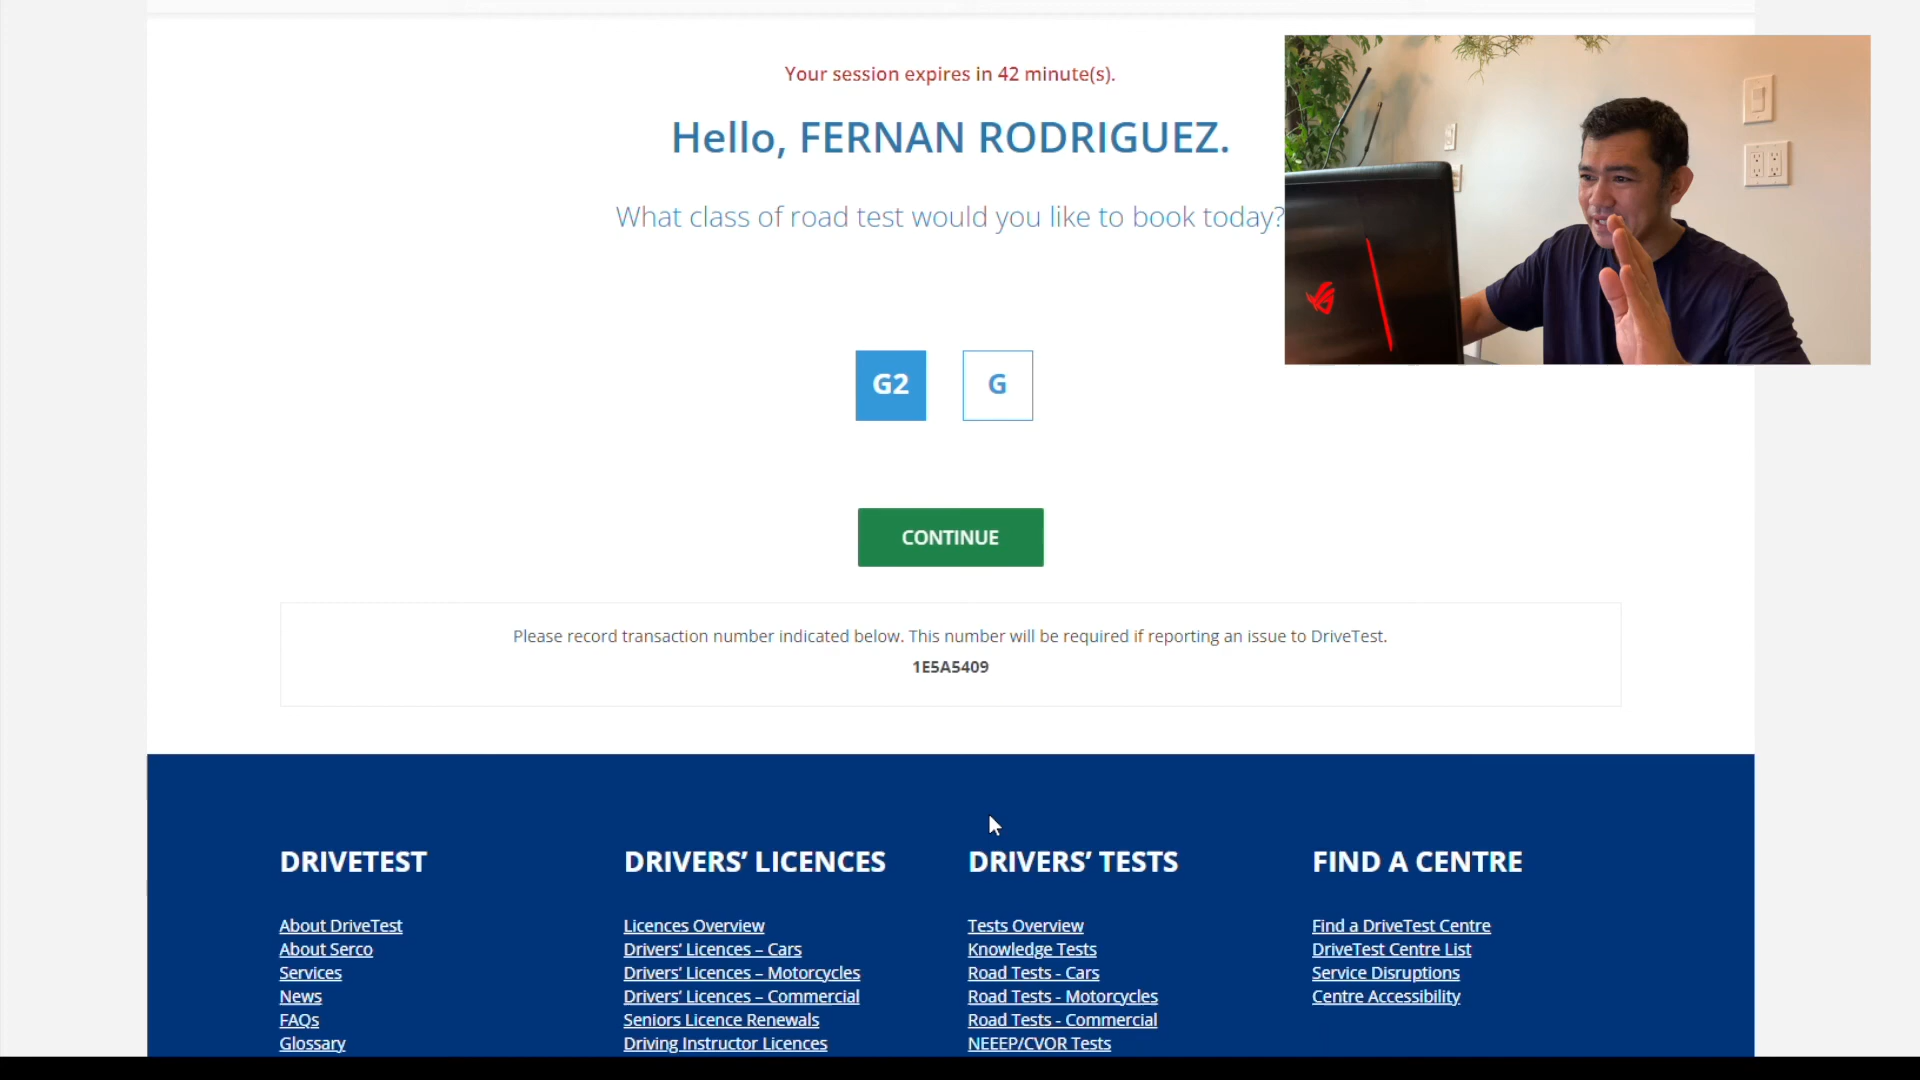 Your session expires in 42 minute(s).
Hello, FERNAN RODRIGUEZ.
What class of road test would you like to book today?
G2
G
CONTINUE
Please record transaction number indicated below. This number will be required if reporting an issue to DriveTest.
1E5A5409
DRIVETEST
About DriveTest
About Serco
Services
News
FAQs
Glossary
DRIVERS’ LICENCES
Licences Overview
Drivers’ Licences – Cars
Drivers’ Licences – Motorcycles
Drivers’ Licences – Commercial
Seniors Licence Renewals
Driving Instructor Licences
DRIVERS’ TESTS
Tests Overview
Knowledge Tests
Road Tests - Cars
Road Tests - Motorcycles
Road Tests - Commercial
NEEEP/CVOR Tests
FIND A CENTRE
Find a DriveTest Centre
DriveTest Centre List
Service Disruptions
Centre Accessibility